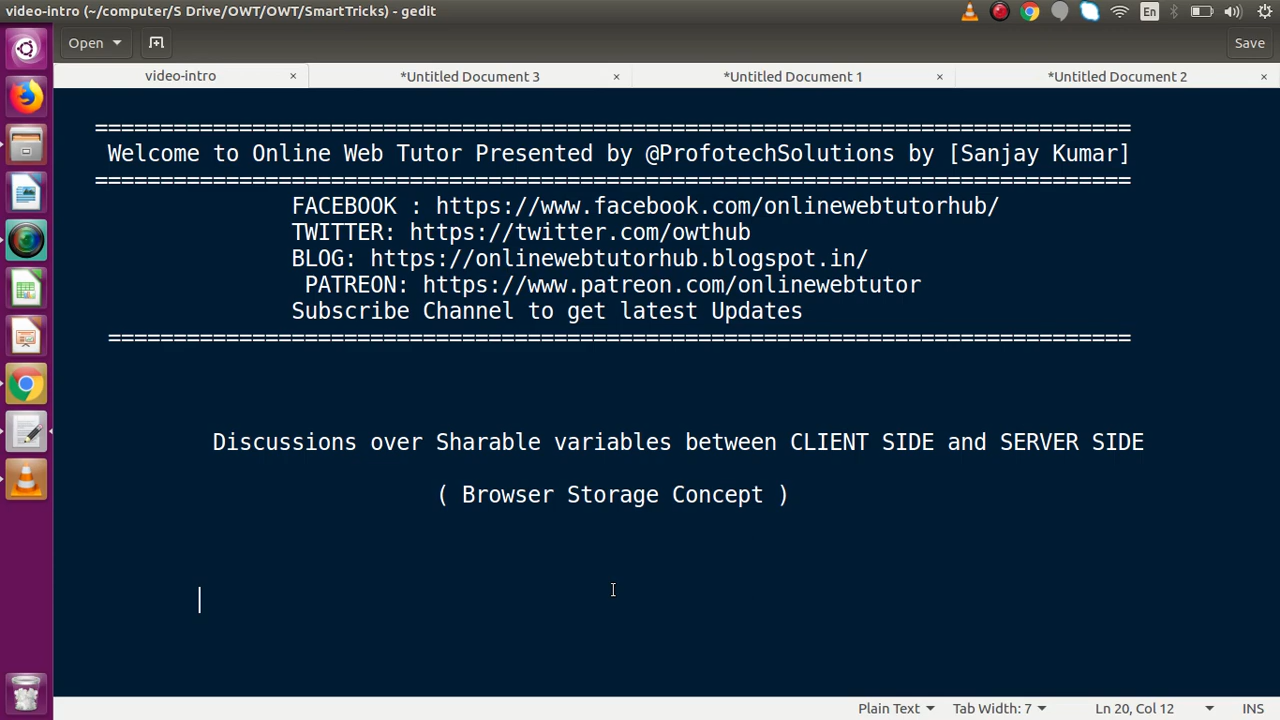 video-intro (~/computer/S Drive/OWT/OWT/SmartTricks) - gedit
En
Open
Save
video-intro × *Untitled Document 3 × *Untitled Document 1 × *Untitled Document 2 ×
===============================================================================
Welcome to Online Web Tutor Presented by @ProfotechSolutions by [Sanjay Kumar]
===============================================================================
FACEBOOK : https://www.facebook.com/onlinewebtutorhub/
TWITTER: https://twitter.com/owthub
BLOG: https://onlinewebtutorhub.blogspot.in/
PATREON: https://www.patreon.com/onlinewebtutor
Subscribe Channel to get latest Updates
==============================================================================
Discussions over Sharable variables between CLIENT SIDE and SERVER SIDE
( Browser Storage Concept )
Plain Text Tab Width: 7 Ln 20, Col 12 INS